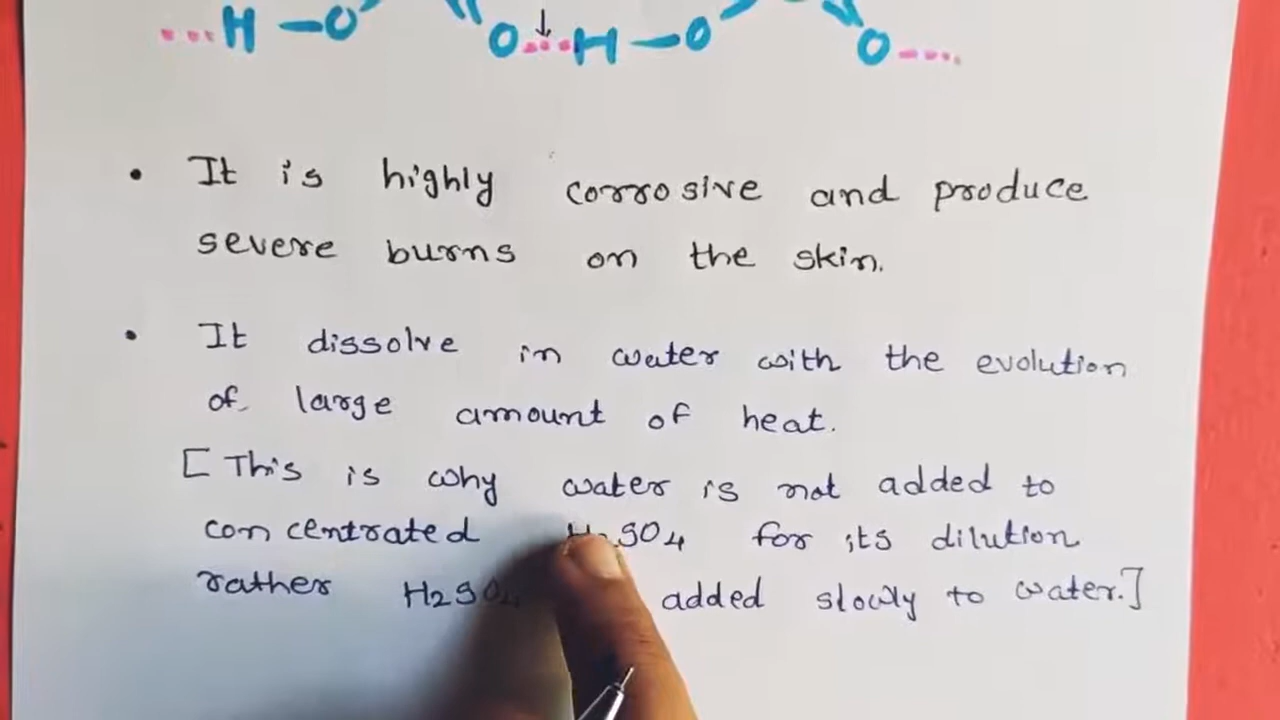 ...H-O O...H-O O....
• It is highly corrosive and produce
severe burns on the skin.
• It dissolve in water with the evolution
of large amount of heat.
[This is why water is not added to
concentrated H2SO4 for its dilution
rather H2SO4 added slowly to water.]